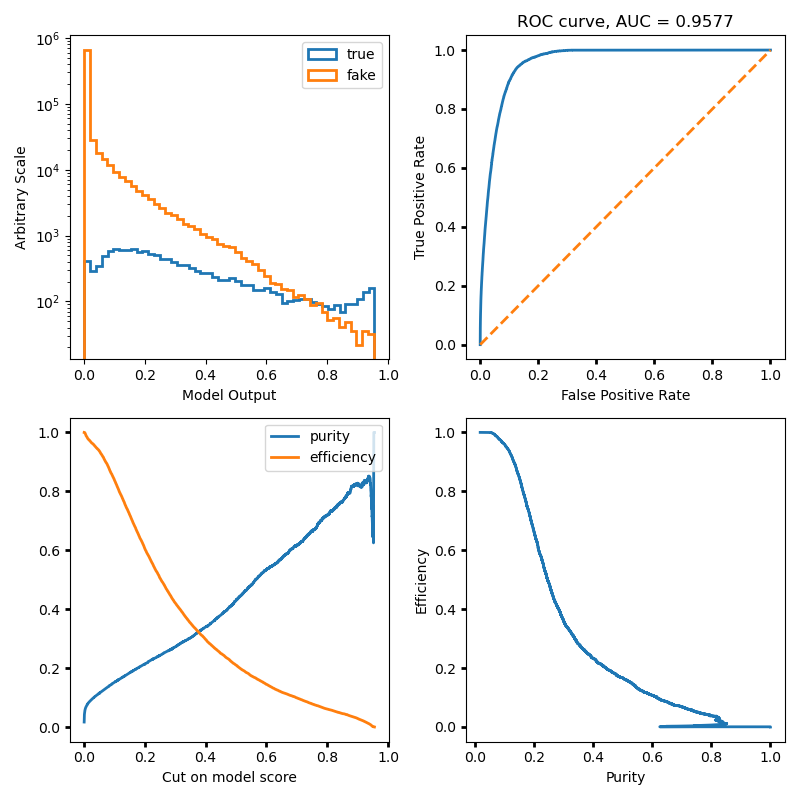 ROC curve, AUC = 0.9577
10^6
10^5
10^4
10^3
10^2
Arbitrary Scale
true
fake
0.0 0.2 0.4 0.6 0.8 1.0
Model Output
1.0
0.8
0.6
0.4
0.2
0.0
True Positive Rate
0.0 0.2 0.4 0.6 0.8 1.0
False Positive Rate
1.0
0.8
0.6
0.4
0.2
0.0
purity
efficiency
0.0 0.2 0.4 0.6 0.8 1.0
Cut on model score
1.0
0.8
0.6
0.4
0.2
0.0
Efficiency
0.0 0.2 0.4 0.6 0.8 1.0
Purity